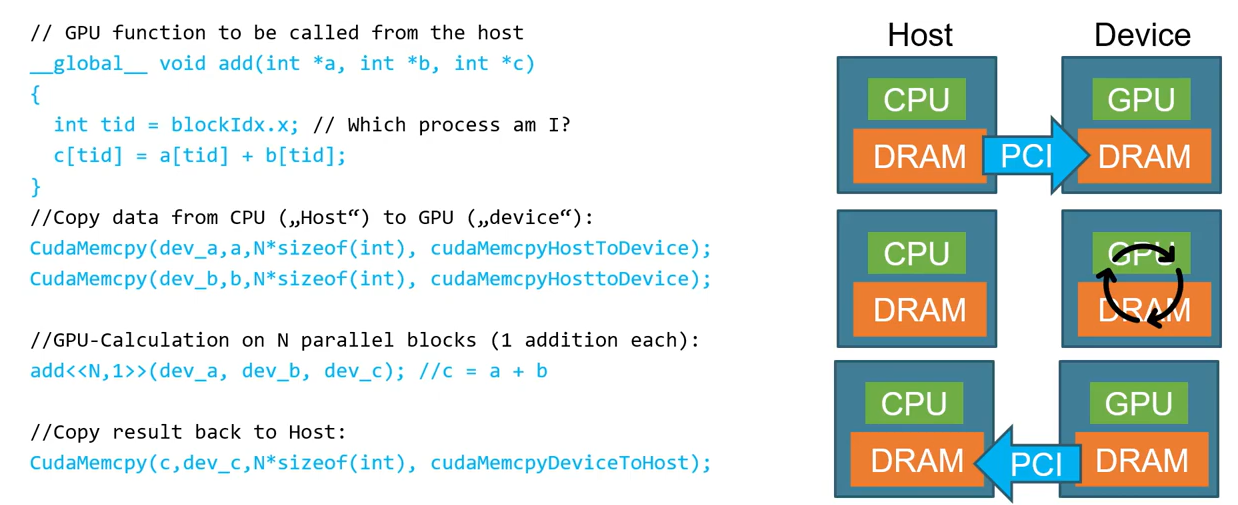 // GPU function to be called from the host
__global__ void add(int *a, int *b, int *c)
{
int tid = blockIdx.x; // Which process am I?
c[tid] = a[tid] + b[tid];
}
//Copy data from CPU („Host“) to GPU („device“):
CudaMemcpy(dev_a,a,N*sizeof(int), cudaMemcpyHostToDevice);
CudaMemcpy(dev_b,b,N*sizeof(int), cudaMemcpyHosttoDevice);
//GPU-Calculation on N parallel blocks (1 addition each):
add<<N,1>>(dev_a, dev_b, dev_c); //c = a + b
//Copy result back to Host:
CudaMemcpy(c,dev_c,N*sizeof(int), cudaMemcpyDeviceToHost);
Host Device
CPU GPU
DRAM PCI DRAM
CPU GPU
DRAM DRAM
CPU GPU
DRAM PCI DRAM